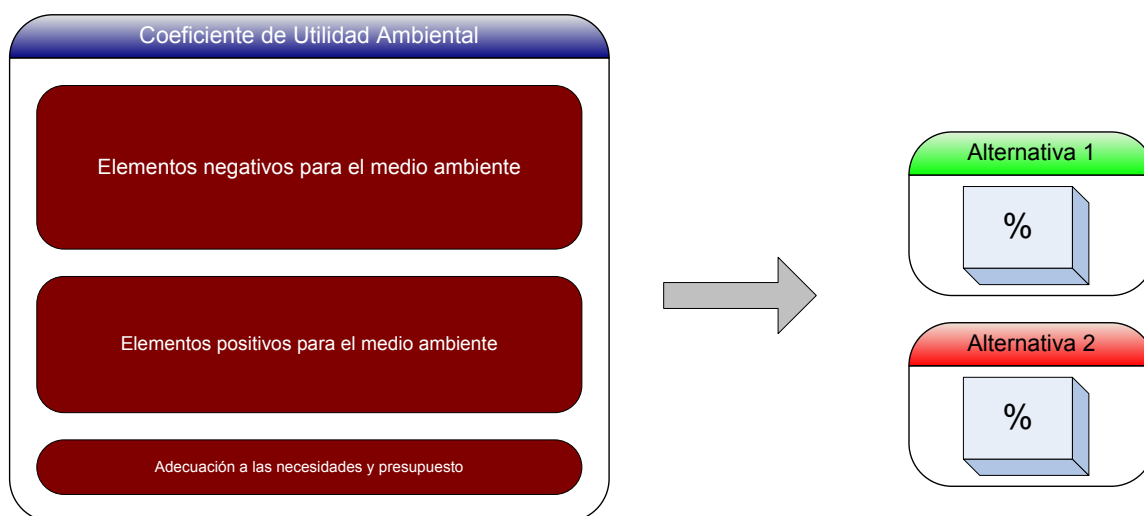 Coeficiente de Utilidad Ambiental
Elementos negativos para el medio ambiente
Elementos positivos para el medio ambiente
Adecuación a las necesidades y presupuesto
Alternativa 1
%
Alternativa 2
%